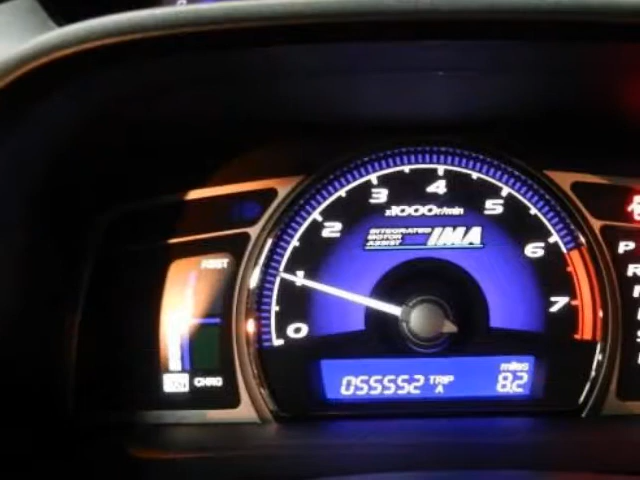 4
3
5
x1000r/min
2
INTEGRATED MOTOR ASSIST IMA
6
1
7
0
P
R
ASST
CHRG
miles
055552 TRIP A 8.2